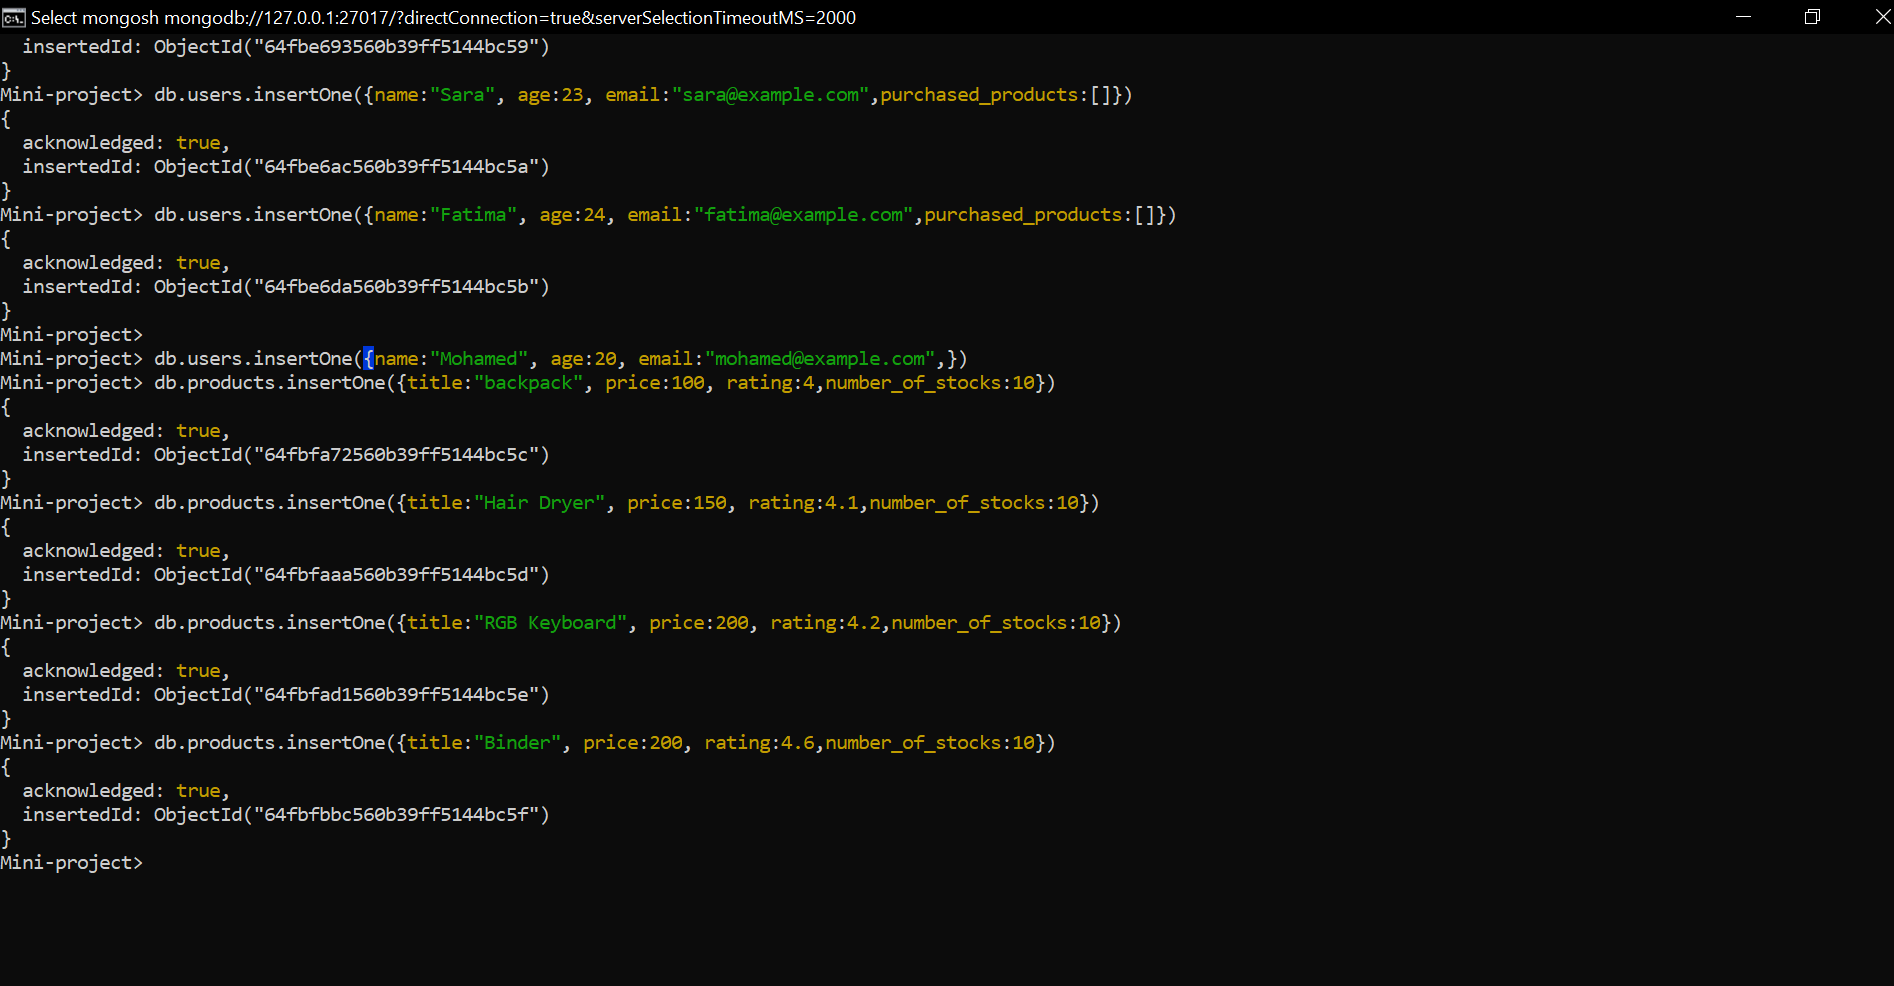 Select mongosh mongodb://127.0.0.1:27017/?directConnection=true&serverSelectionTimeoutMS=2000
  insertedId: ObjectId("64fbe693560b39ff5144bc59")
}
Mini-project> db.users.insertOne({name:"Sara", age:23, email:"sara@example.com",purchased_products:[]})
{
  acknowledged: true,
  insertedId: ObjectId("64fbe6ac560b39ff5144bc5a")
}
Mini-project> db.users.insertOne({name:"Fatima", age:24, email:"fatima@example.com",purchased_products:[]})
{
  acknowledged: true,
  insertedId: ObjectId("64fbe6da560b39ff5144bc5b")
}
Mini-project>
Mini-project> db.users.insertOne({name:"Mohamed", age:20, email:"mohamed@example.com",})
Mini-project> db.products.insertOne({title:"backpack", price:100, rating:4,number_of_stocks:10})
{
  acknowledged: true,
  insertedId: ObjectId("64fbfa72560b39ff5144bc5c")
}
Mini-project> db.products.insertOne({title:"Hair Dryer", price:150, rating:4.1,number_of_stocks:10})
{
  acknowledged: true,
  insertedId: ObjectId("64fbfaaa560b39ff5144bc5d")
}
Mini-project> db.products.insertOne({title:"RGB Keyboard", price:200, rating:4.2,number_of_stocks:10})
{
  acknowledged: true,
  insertedId: ObjectId("64fbfad1560b39ff5144bc5e")
}
Mini-project> db.products.insertOne({title:"Binder", price:200, rating:4.6,number_of_stocks:10})
{
  acknowledged: true,
  insertedId: ObjectId("64fbfbbc560b39ff5144bc5f")
}
Mini-project>